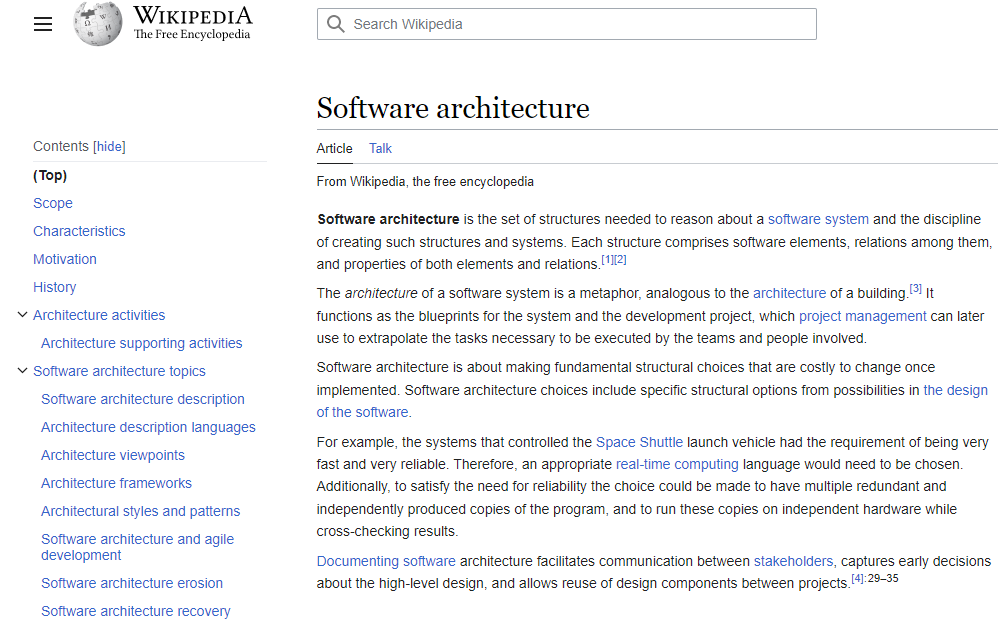 WIKIPEDIA
The Free Encyclopedia
Search Wikipedia
Contents [hide]
(Top)
Scope
Characteristics
Motivation
History
Architecture activities
Architecture supporting activities
Software architecture topics
Software architecture description
Architecture description languages
Architecture viewpoints
Architecture frameworks
Architectural styles and patterns
Software architecture and agile
development
Software architecture erosion
Software architecture recovery
Software architecture
Article Talk
From Wikipedia, the free encyclopedia
Software architecture is the set of structures needed to reason about a software system and the discipline
of creating such structures and systems. Each structure comprises software elements, relations among them,
and properties of both elements and relations.[1][2]
The architecture of a software system is a metaphor, analogous to the architecture of a building.[3] It
functions as the blueprints for the system and the development project, which project management can later
use to extrapolate the tasks necessary to be executed by the teams and people involved.
Software architecture is about making fundamental structural choices that are costly to change once
implemented. Software architecture choices include specific structural options from possibilities in the design
of the software.
For example, the systems that controlled the Space Shuttle launch vehicle had the requirement of being very
fast and very reliable. Therefore, an appropriate real-time computing language would need to be chosen.
Additionally, to satisfy the need for reliability the choice could be made to have multiple redundant and
independently produced copies of the program, and to run these copies on independent hardware while
cross-checking results.
Documenting software architecture facilitates communication between stakeholders, captures early decisions
about the high-level design, and allows reuse of design components between projects.[4]:29–35